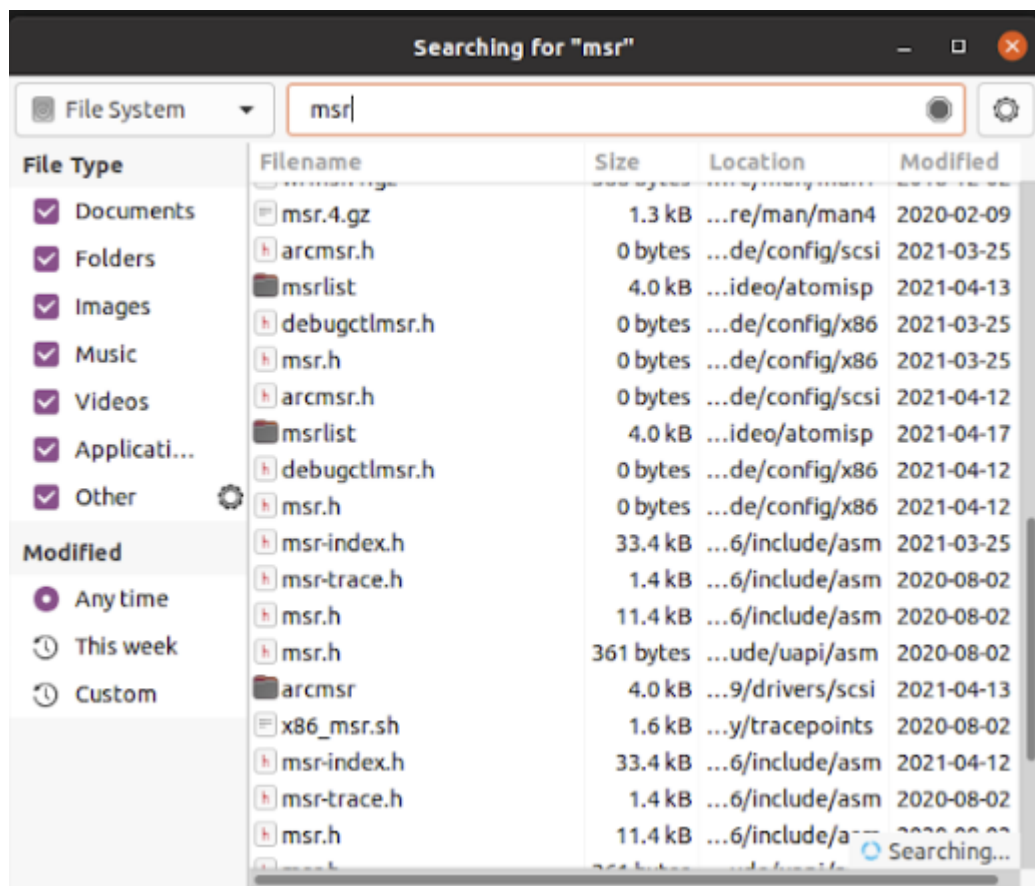 Searching for "msr"
File System msr
File Type Filename Size Location Modified
Documents msr.4.gz 1.3 kB ...re/man/man4 2020-02-09
Folders arcmsr.h 0 bytes ...de/config/scsi 2021-03-25
Images msrlist 4.0 kB ...ideo/atomisp 2021-04-13
debugctlmsr.h 0 bytes ...de/config/x86 2021-03-25
Music msr.h 0 bytes ...de/config/x86 2021-03-25
Videos arcmsr.h 0 bytes ...de/config/scsi 2021-04-12
Applicati... msrlist 4.0 kB ...ideo/atomisp 2021-04-17
debugctlmsr.h 0 bytes ...de/config/x86 2021-04-12
Other msr.h 0 bytes ...de/config/x86 2021-04-12
Modified msr-index.h 33.4 kB ...6/include/asm 2021-03-25
Any time msr-trace.h 1.4 kB ...6/include/asm 2020-08-02
msr.h 11.4 kB ...6/include/asm 2020-08-02
This week msr.h 361 bytes ...ude/uapi/asm 2020-08-02
Custom arcmsr 4.0 kB ...9/drivers/scsi 2021-04-13
x86_msr.sh 1.6 kB ...y/tracepoints 2020-08-02
msr-index.h 33.4 kB ...6/include/asm 2021-04-12
msr-trace.h 1.4 kB ...6/include/asm 2020-08-02
msr.h 11.4 kB
Searching...